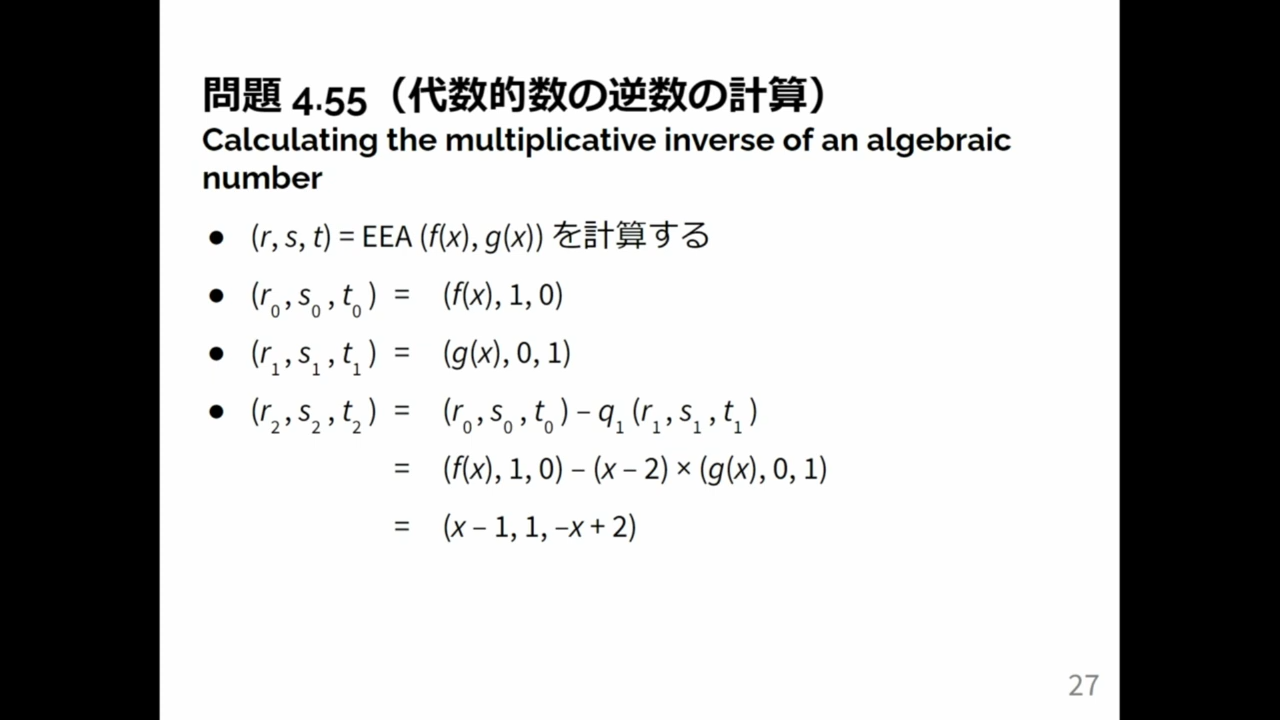 問題 4.55（代数的数の逆数の計算）
Calculating the multiplicative inverse of an algebraic
number
● (r, s, t) = EEA (f(x), g(x)) を計算する
● (r₀, s₀, t₀) = (f(x), 1, 0)
● (r₁, s₁, t₁) = (g(x), 0, 1)
● (r₂, s₂, t₂) = (r₀, s₀, t₀) – q₁ (r₁, s₁, t₁)
= (f(x), 1, 0) – (x – 2) × (g(x), 0, 1)
= (x – 1, 1, –x + 2)
27